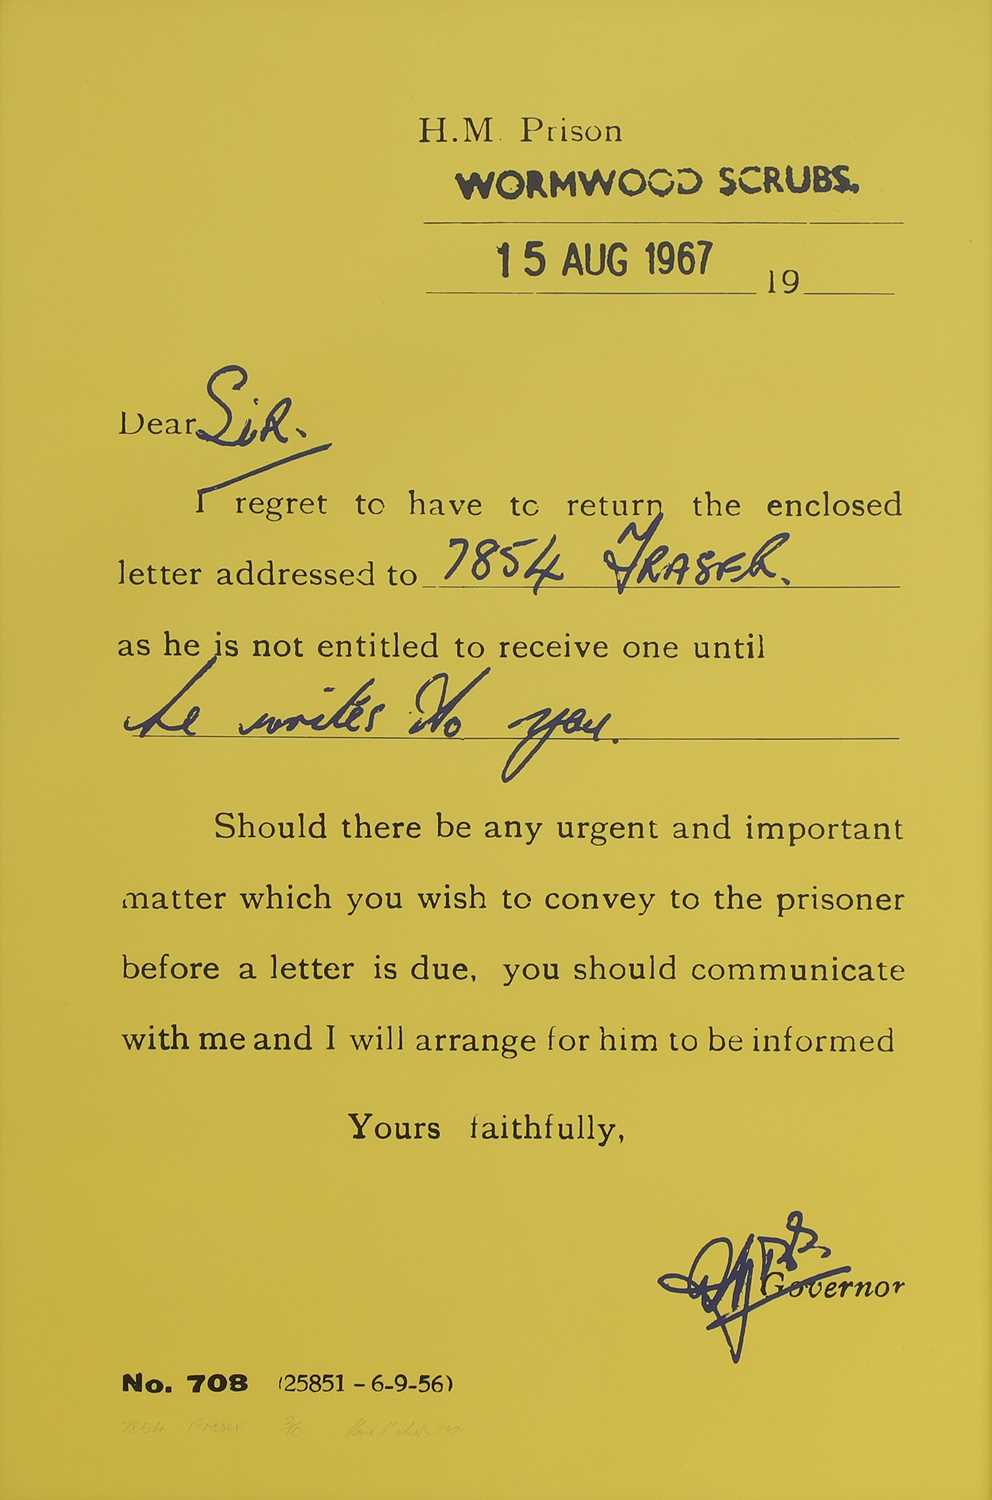 H.M. Prison
WORMWOOD SCRUBS.
15 AUG 1967 19
Dear Sir.
I regret to have to return the enclosed
letter addressed to 7854 FRASER.
as he is not entitled to receive one until
he writes to you.
Should there be any urgent and important
matter which you wish to convey to the prisoner
before a letter is due, you should communicate
with me and I will arrange for him to be informed
Yours faithfully,
Governor
No. 708 (25851 – 6-9-56)
7854 FRASER